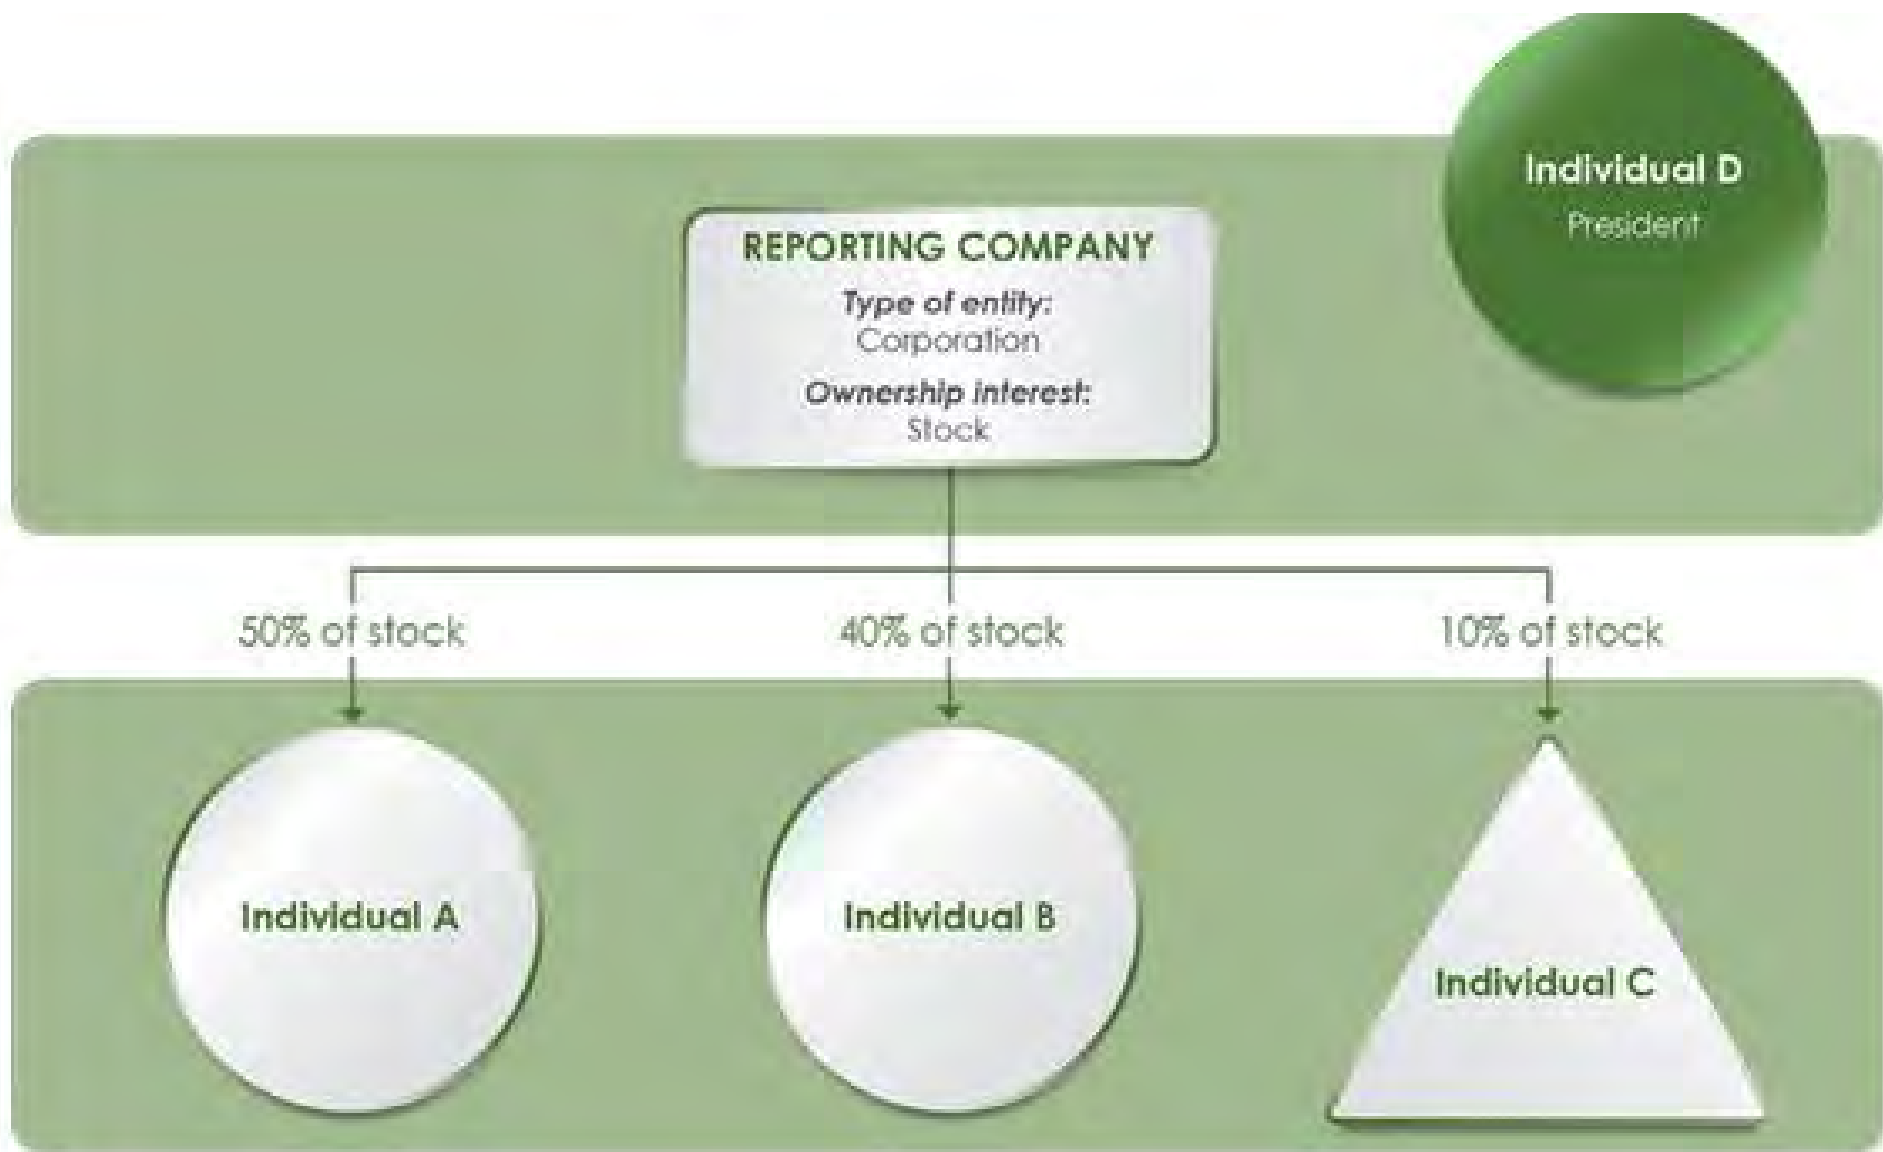 Individual D
President
REPORTING COMPANY
Type of entity:
Corporation
Ownership interest:
Stock
50% of stock
40% of stock
10% of stock
Individual A
Individual B
Individual C